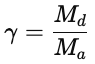 γ = M_d / M_a